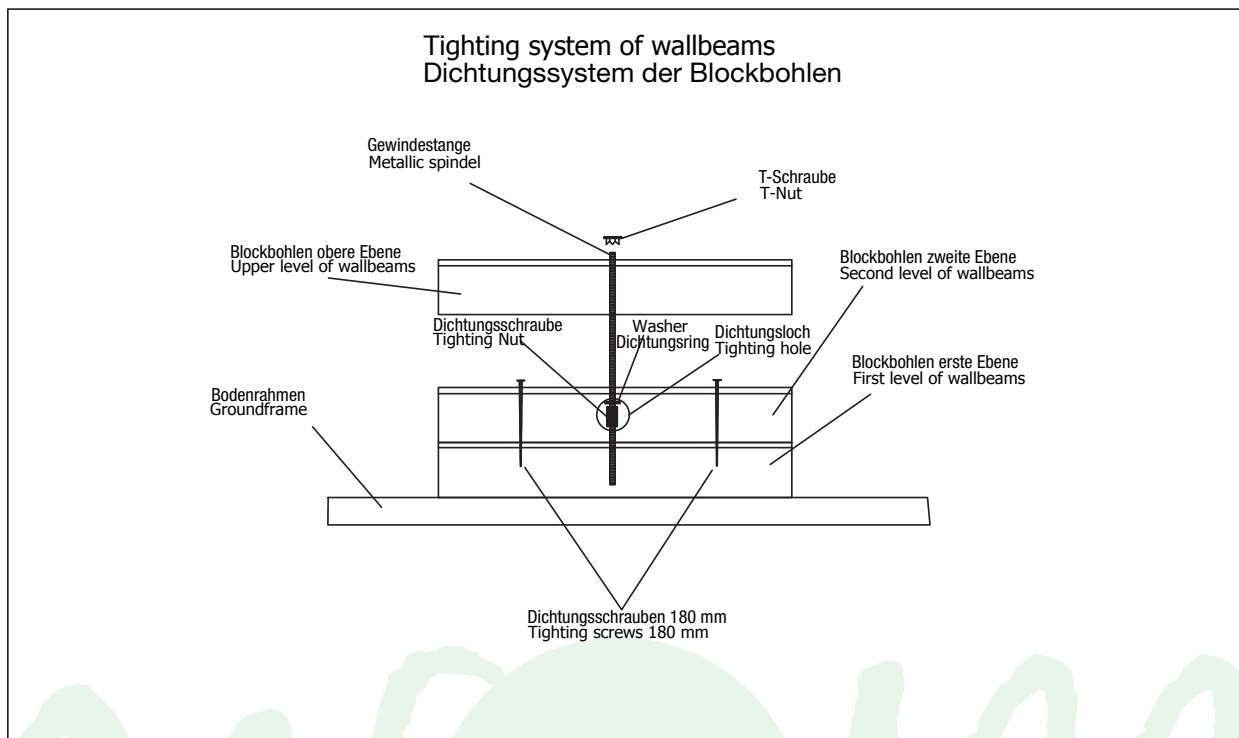 Tighting system of wallbeams
Dichtungssystem der Blockbohlen
Gewindestange
Metallic spindel
T-Schraube
T-Nut
Blockbohlen obere Ebene
Upper level of wallbeams
Blockbohlen zweite Ebene
Second level of wallbeams
Dichtungsschraube
Tighting Nut
Washer
Dichtungsring
Dichtungsloch
Tighting hole
Blockbohlen erste Ebene
First level of wallbeams
Bodenrahmen
Groundframe
Dichtungsschrauben 180 mm
Tighting screws 180 mm